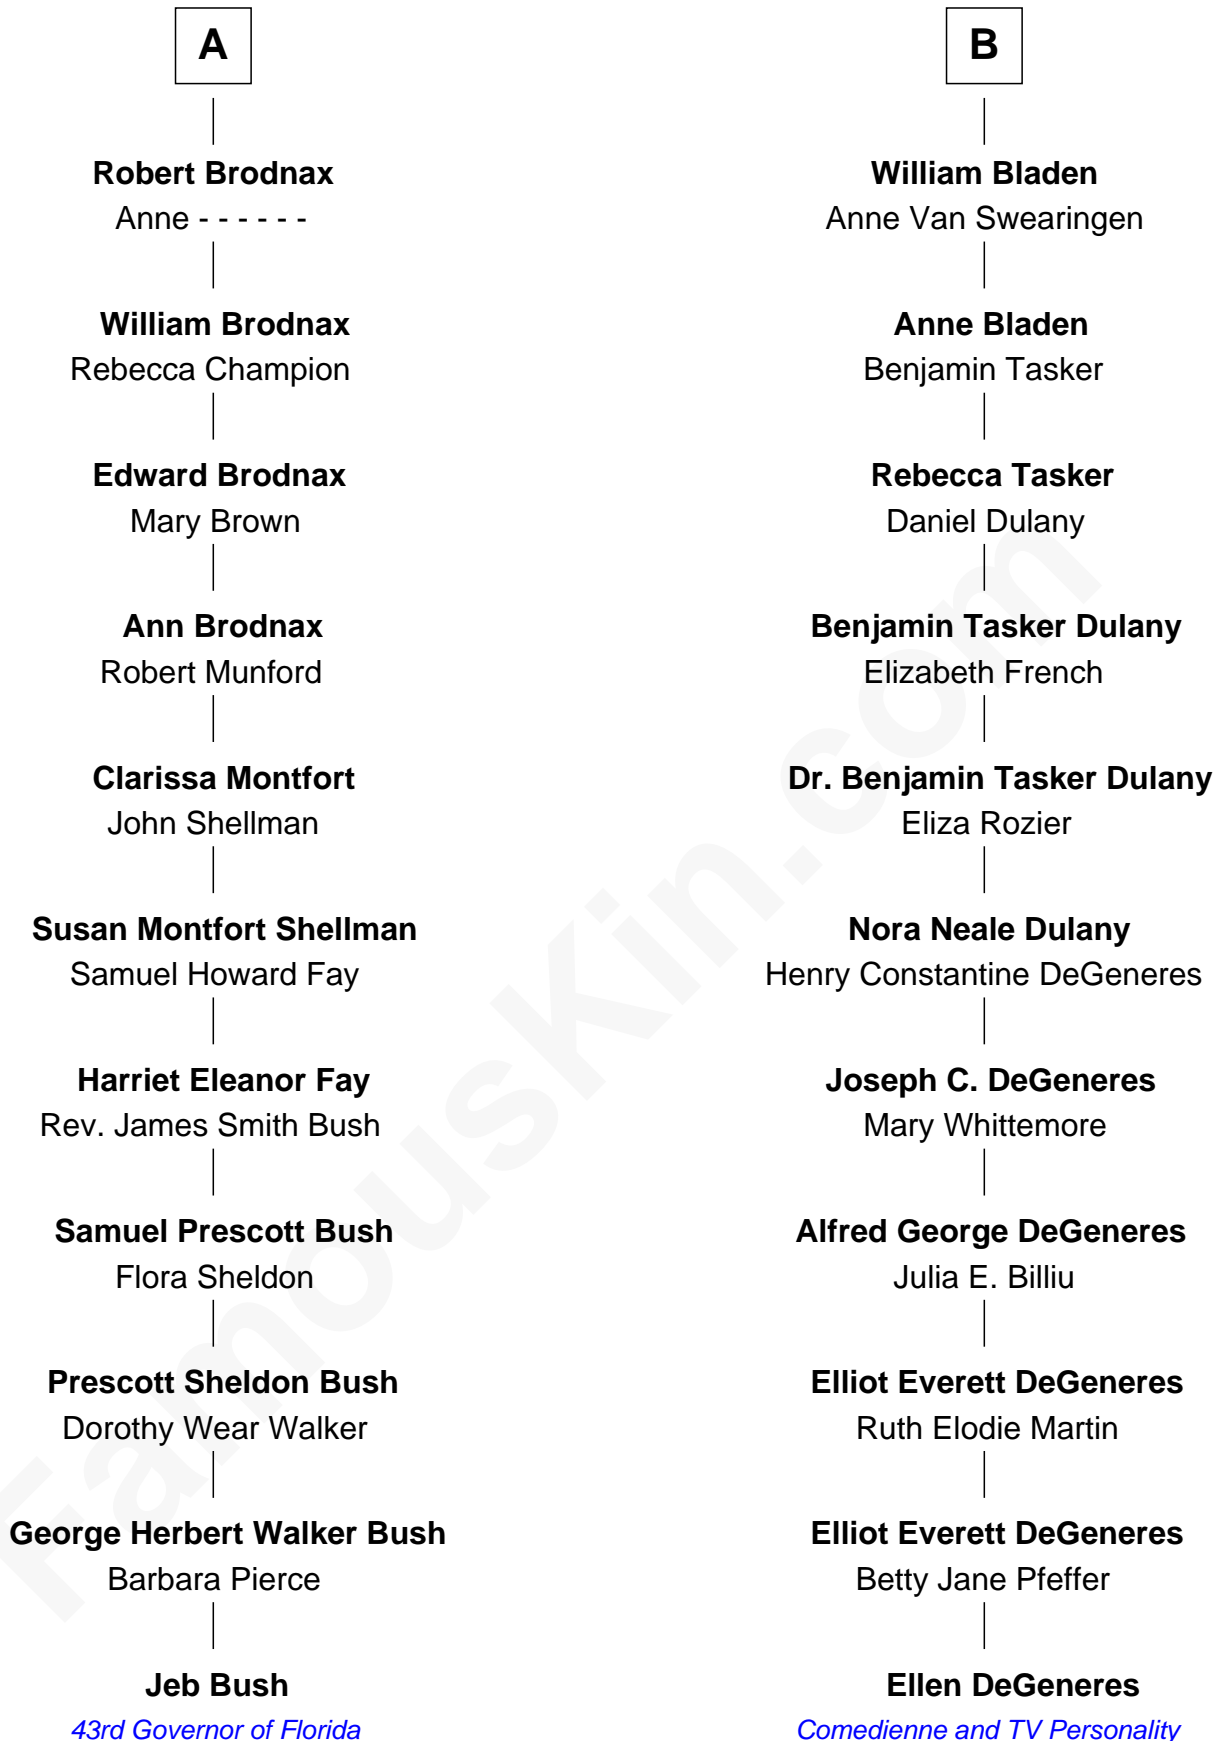 A
Robert Brodnax
Anne - - - - - -
William Brodnax
Rebecca Champion
Edward Brodnax
Mary Brown
Ann Brodnax
Robert Munford
Clarissa Montfort
John Shellman
Susan Montfort Shellman
Samuel Howard Fay
Harriet Eleanor Fay
Rev. James Smith Bush
Samuel Prescott Bush
Flora Sheldon
Prescott Sheldon Bush
Dorothy Wear Walker
George Herbert Walker Bush
Barbara Pierce
Jeb Bush
43rd Governor of Florida
B
William Bladen
Anne Van Swearingen
Anne Bladen
Benjamin Tasker
Rebecca Tasker
Daniel Dulany
Benjamin Tasker Dulany
Elizabeth French
Dr. Benjamin Tasker Dulany
Eliza Rozier
Nora Neale Dulany
Henry Constantine DeGeneres
Joseph C. DeGeneres
Mary Whittemore
Alfred George DeGeneres
Julia E. Billiu
Elliot Everett DeGeneres
Ruth Elodie Martin
Elliot Everett DeGeneres
Betty Jane Pfeffer
Ellen DeGeneres
Comedienne and TV Personality
FamousKin.com